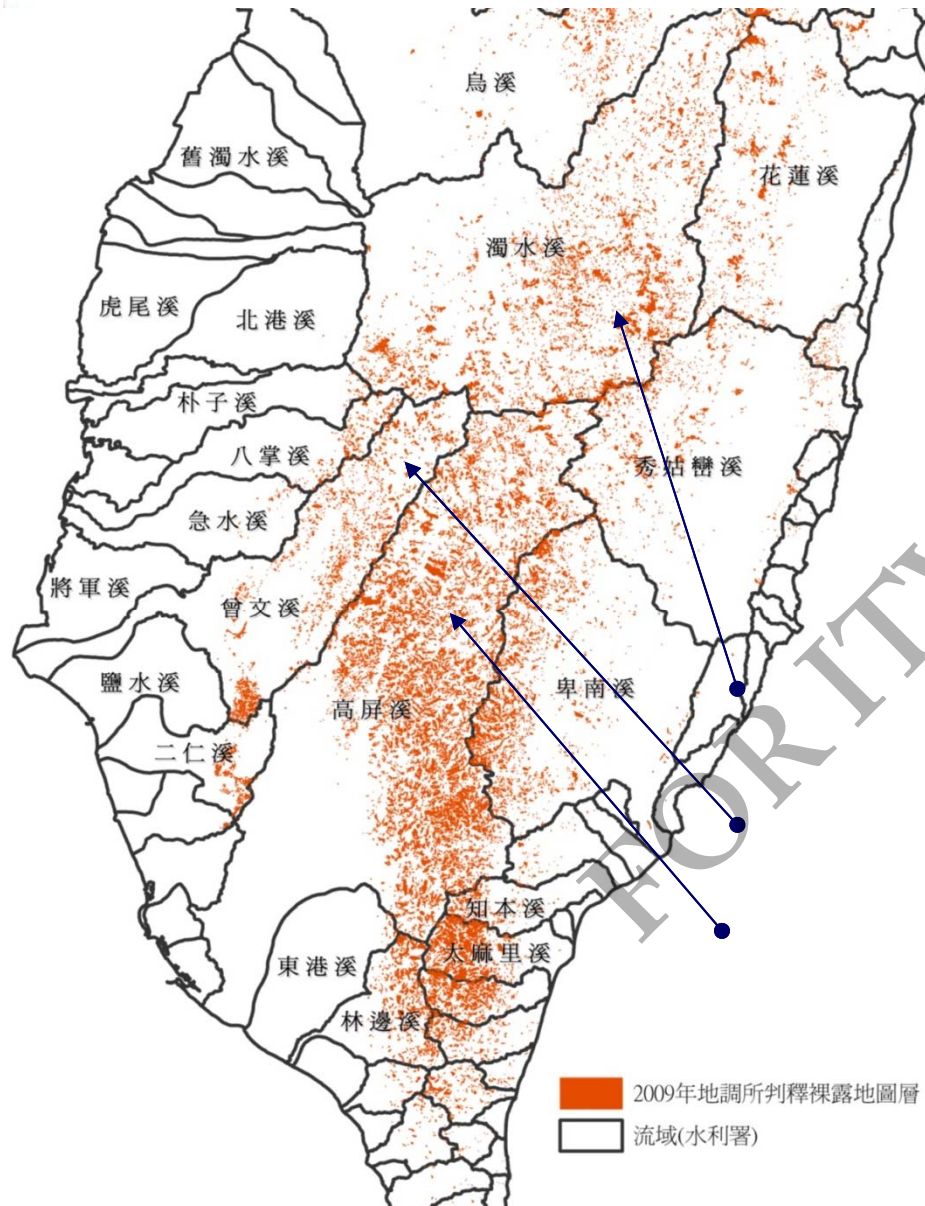 烏溪
舊濁水溪
花蓮溪
濁水溪
虎尾溪
北港溪
朴子溪
八掌溪
秀姑巒溪
急水溪
將軍溪
曾文溪
鹽水溪
卑南溪
高屏溪
二仁溪
知本溪
太麻里溪
東港溪
林邊溪
FOR ITY
2009年地調所判釋裸露地圖層
流域(水利署)